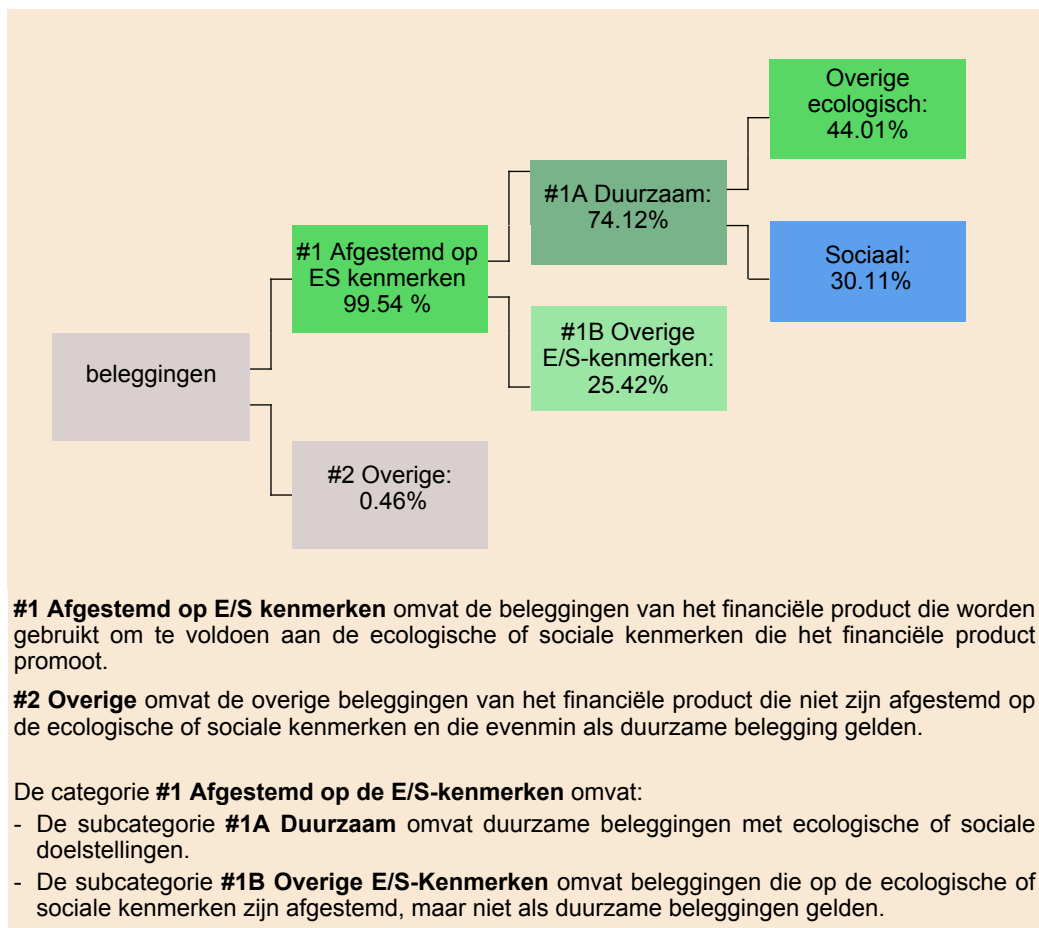 Overige
ecologisch:
44.01%
#1A Duurzaam:
74.12%
#1 Afgestemd op
ES kenmerken
99.54 %
Sociaal:
30.11%
#1B Overige
E/S-kenmerken:
25.42%
beleggingen
#2 Overige:
0.46%
#1 Afgestemd op E/S kenmerken omvat de beleggingen van het financiële product die worden
gebruikt om te voldoen aan de ecologische of sociale kenmerken die het financiële product
promoot.
#2 Overige omvat de overige beleggingen van het financiële product die niet zijn afgestemd op
de ecologische of sociale kenmerken en die evenmin als duurzame belegging gelden.
De categorie #1 Afgestemd op de E/S-kenmerken omvat:
- De subcategorie #1A Duurzaam omvat duurzame beleggingen met ecologische of sociale
doelstellingen.
- De subcategorie #1B Overige E/S-Kenmerken omvat beleggingen die op de ecologische of
sociale kenmerken zijn afgestemd, maar niet als duurzame beleggingen gelden.